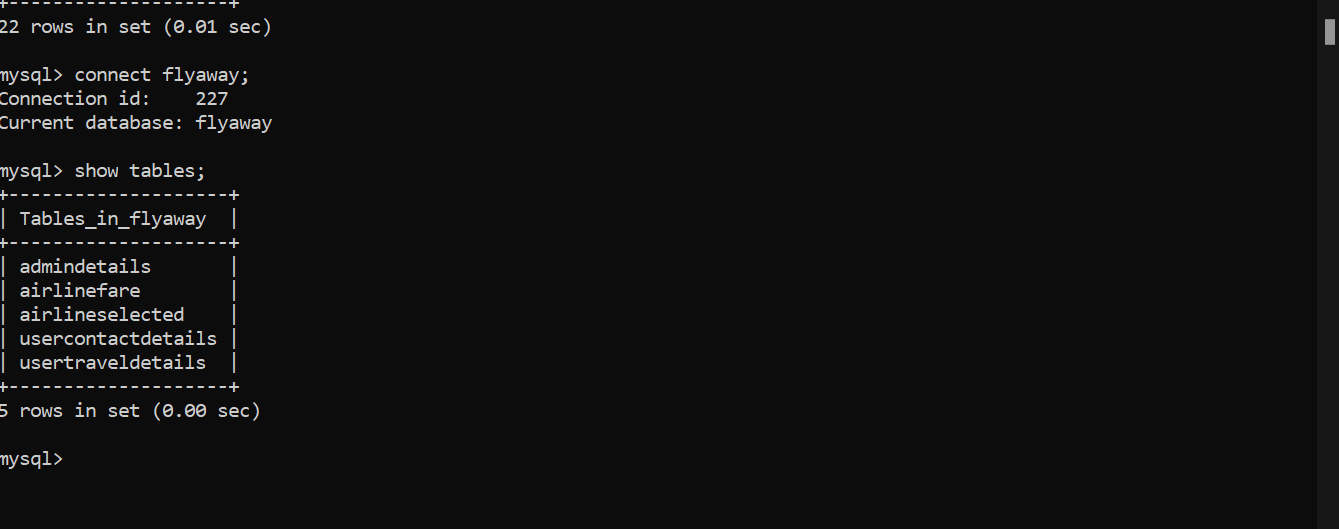 +--------------------+
22 rows in set (0.01 sec)
mysql> connect flyaway;
Connection id:    227
Current database: flyaway
mysql> show tables;
+--------------------+
| Tables_in_flyaway  |
+--------------------+
| admindetails       |
| airlinefare        |
| airlineselected    |
| usercontactdetails |
| usertraveldetails  |
+--------------------+
5 rows in set (0.00 sec)
mysql>